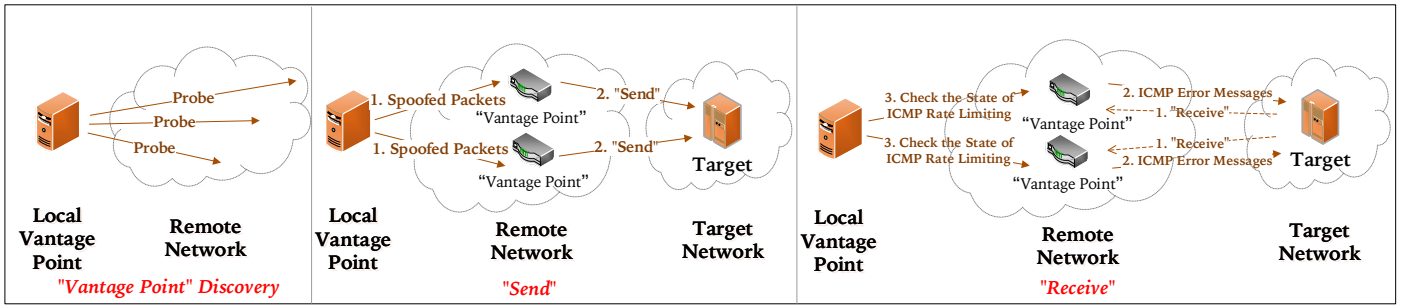 Probe
Probe
Probe
Local
Vantage
Point
Remote
Network
"Vantage Point" Discovery
1. Spoofed Packets
"Vantage Point"
2. "Send"
1. Spoofed Packets
"Vantage Point"
2. "Send"
Target
Local
Vantage
Point
Remote
Network
Target
Network
"Send"
3. Check the State of
ICMP Rate Limiting
"Vantage Point"
2. ICMP Error Messages
1. "Receive"
3. Check the State of
ICMP Rate Limiting
"Vantage Point"
1. "Receive"
2. ICMP Error Messages
Target
Local
Vantage
Point
Remote
Network
Target
Network
"Receive"